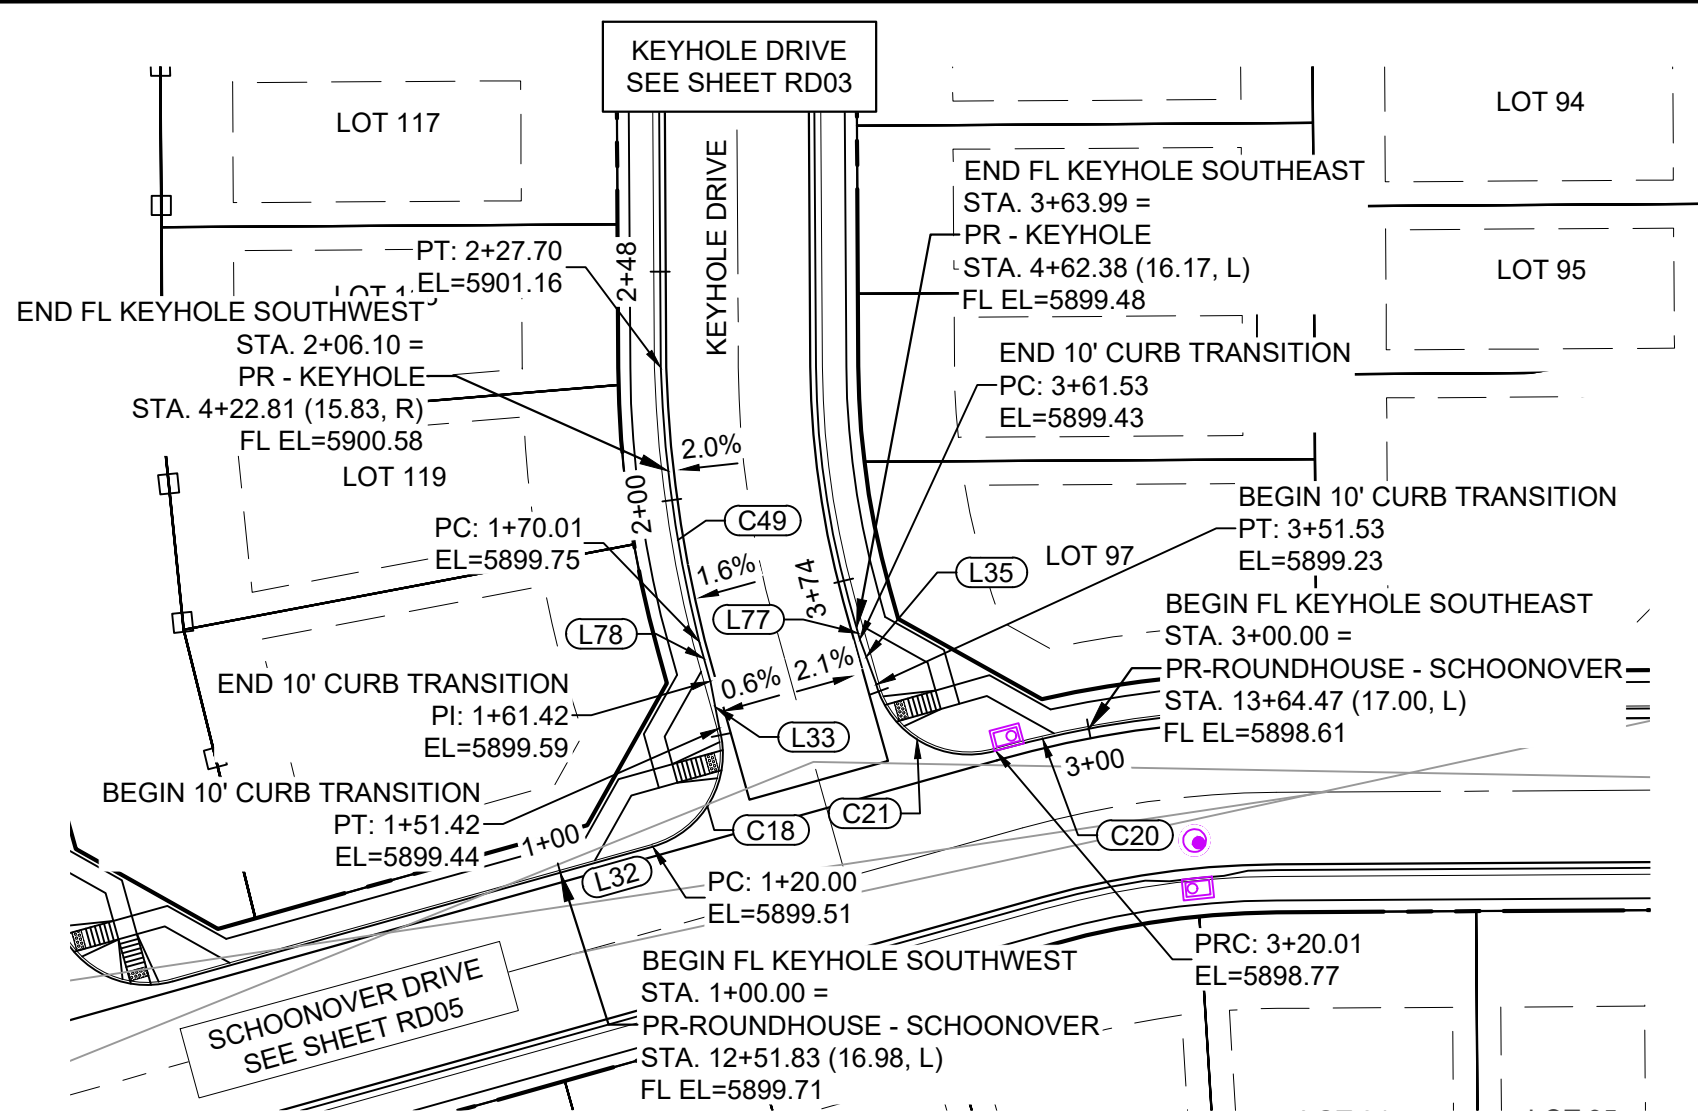 KEYHOLE DRIVE
SEE SHEET RD03
LOT 117
LOT 94
KEYHOLE DRIVE
END FL KEYHOLE SOUTHEAST
STA. 3+63.99 =
PR - KEYHOLE
STA. 4+62.38 (16.17, L)
FL EL=5899.48
LOT 95
PT: 2+27.70
EL=5901.16
2+48
END FL KEYHOLE SOUTHWEST
STA. 2+06.10 =
PR - KEYHOLE
STA. 4+22.81 (15.83, R)
FL EL=5900.58
END 10' CURB TRANSITION
PC: 3+61.53
EL=5899.43
2.0%
LOT 119
2+00
C49
PC: 1+70.01
EL=5899.75
BEGIN 10' CURB TRANSITION
PT: 3+51.53
EL=5899.23
LOT 97
L35
1.6%
3+74
L77
L78
BEGIN FL KEYHOLE SOUTHEAST
STA. 3+00.00 =
PR-ROUNDHOUSE - SCHOONOVER
STA. 13+64.47 (17.00, L)
FL EL=5898.61
0.6%
2.1%
END 10' CURB TRANSITION
PI: 1+61.42
EL=5899.59
L33
3+00
BEGIN 10' CURB TRANSITION
PT: 1+51.42
EL=5899.44
1+00
C18
C21
C20
L32
PC: 1+20.00
EL=5899.51
PRC: 3+20.01
EL=5898.77
SCHOONOVER DRIVE
SEE SHEET RD05
BEGIN FL KEYHOLE SOUTHWEST
STA. 1+00.00 =
PR-ROUNDHOUSE - SCHOONOVER
STA. 12+51.83 (16.98, L)
FL EL=5899.71